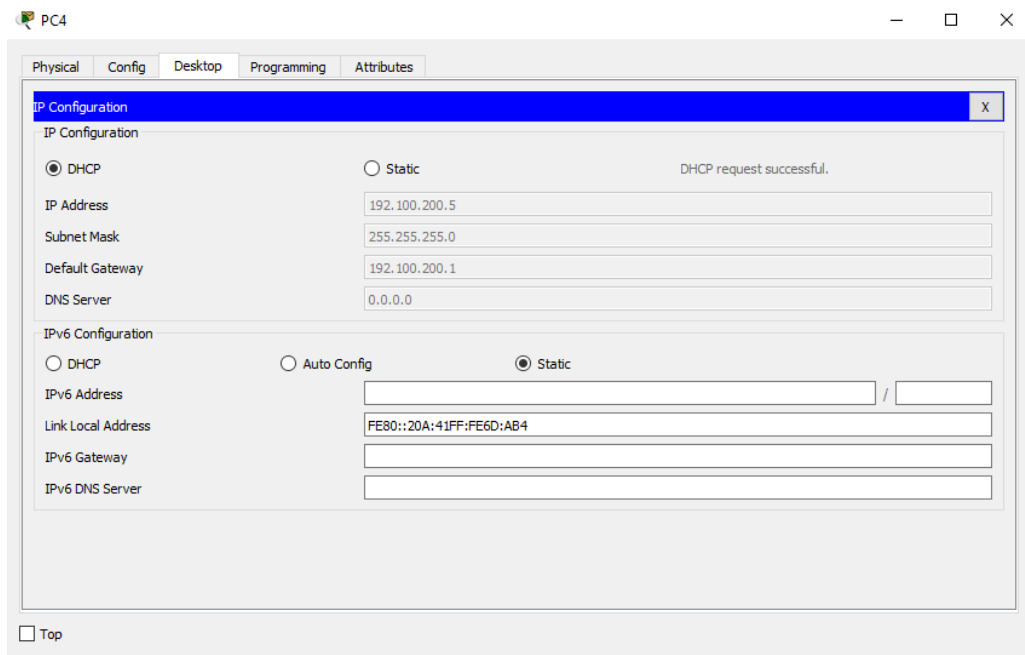 PC4
Physical Config Desktop Programming Attributes
IP Configuration X
IP Configuration
DHCP Static DHCP request successful.
IP Address 192.100.200.5
Subnet Mask 255.255.255.0
Default Gateway 192.100.200.1
DNS Server 0.0.0.0
IPv6 Configuration
DHCP Auto Config Static
IPv6 Address /
Link Local Address FE80::20A:41FF:FE6D:AB4
IPv6 Gateway
IPv6 DNS Server
Top